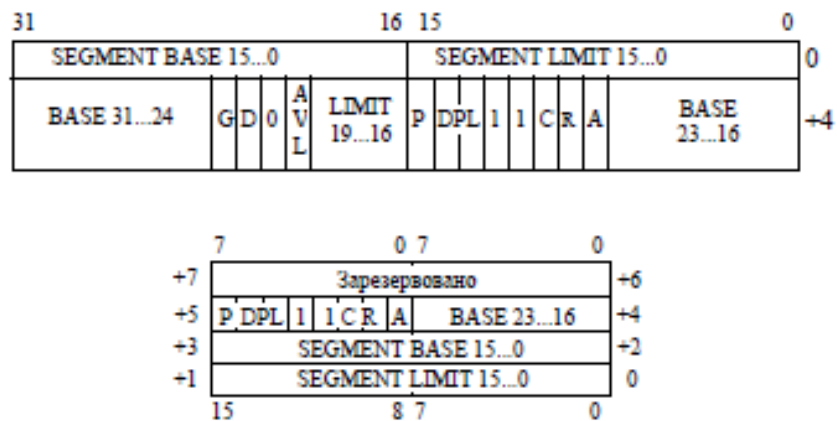 31 16 15 0
SEGMENT BASE 15...0 SEGMENT LIMIT 15...0 0
BASE 31...24 G D 0 AVL LIMIT 19...16 P DPL 1 1 C R A BASE 23...16 +4
7 0 7 0
+7 Зарезервовано +6
+5 P DPL 1 1 C R A BASE 23...16 +4
+3 SEGMENT BASE 15...0 +2
+1 SEGMENT LIMIT 15...0 0
15 8 7 0